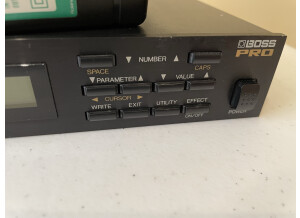 BOSS
PRO
▼ NUMBER ▲
SPACE CAPS
▼ PARAMETER ▲ ▼ VALUE ▲
◄ CURSOR ►
WRITE EXIT UTILITY EFFECT
ON/OFF
POWER